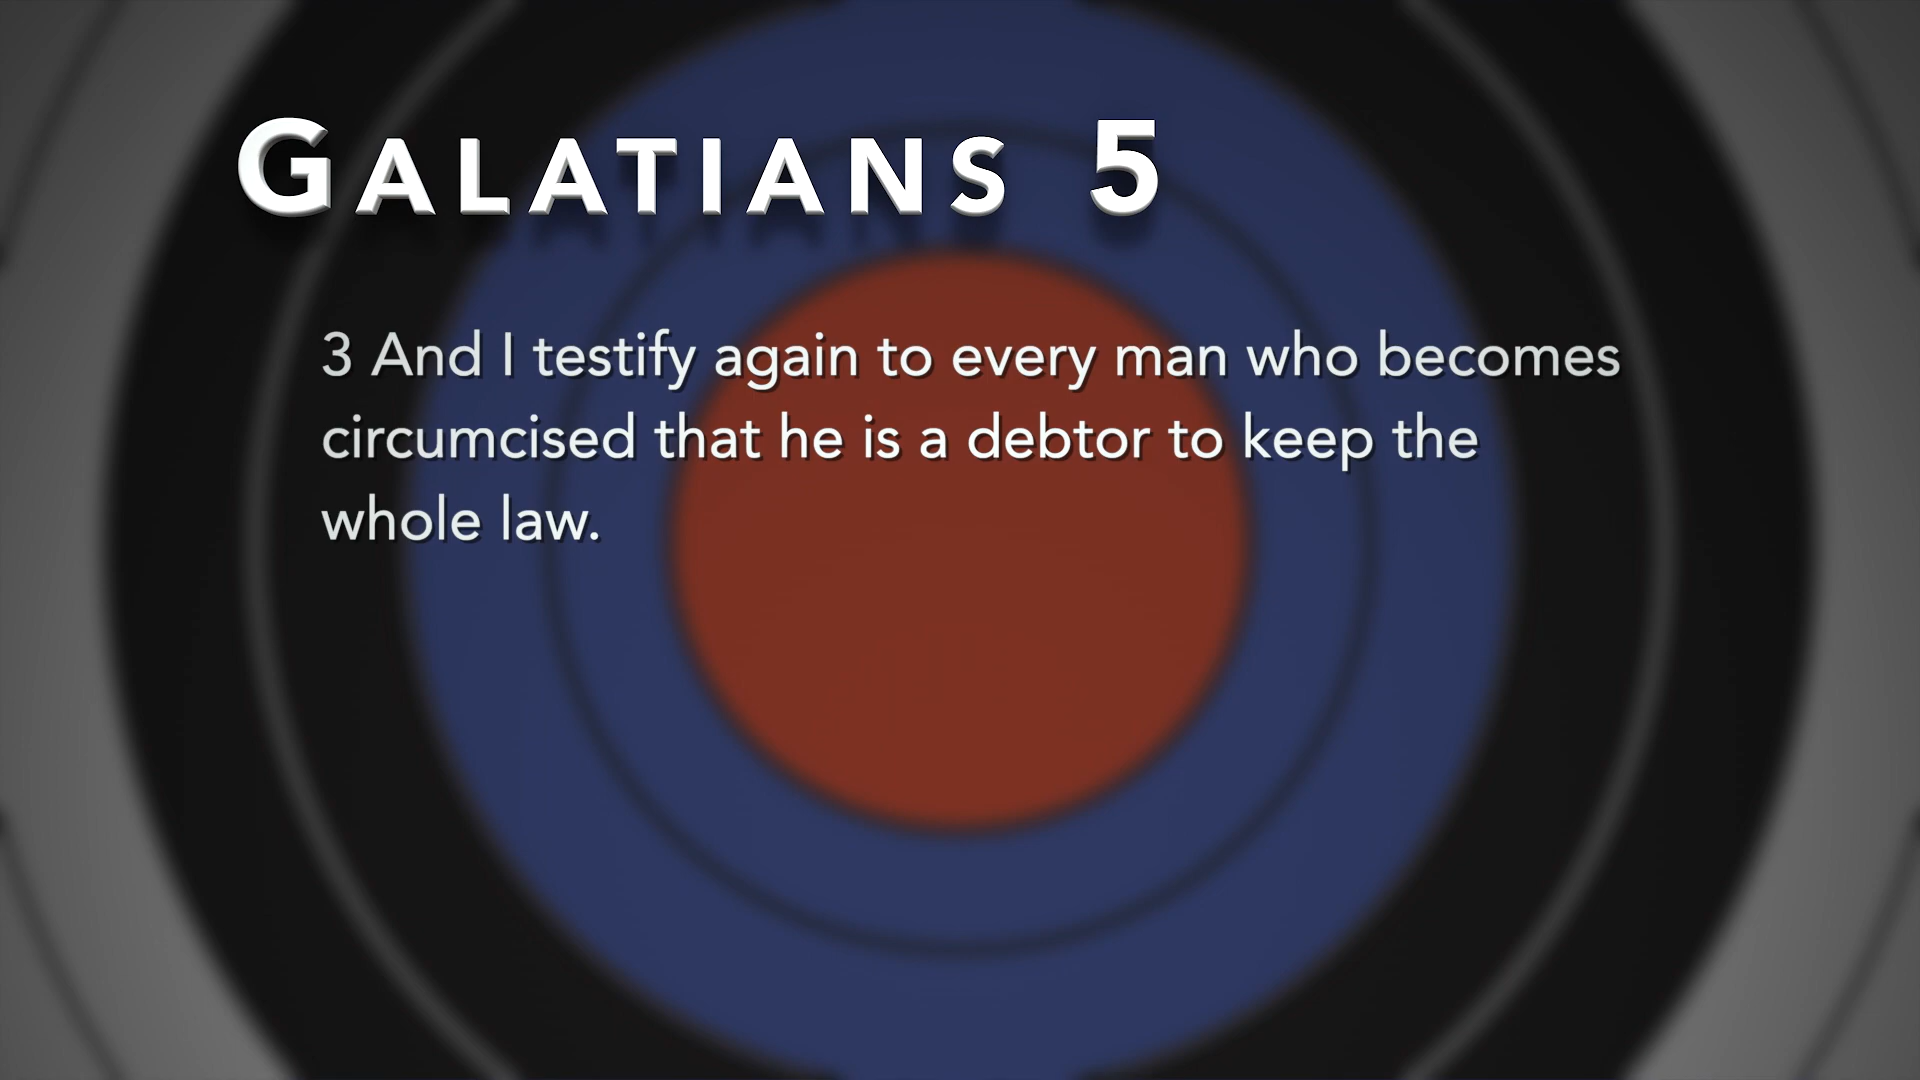 GALATIANS 5
3 And I testify again to every man who becomes
circumcised that he is a debtor to keep the
whole law.